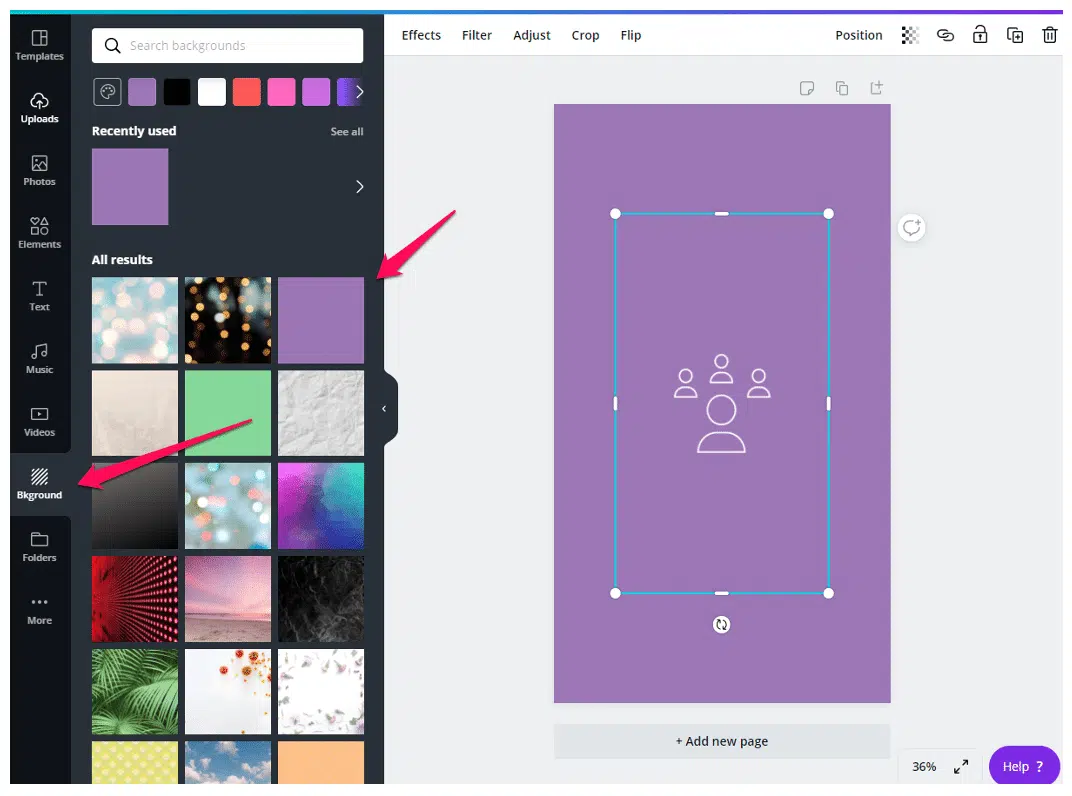 Templates
Uploads
Photos
Elements
Text
Music
Videos
Bkground
Folders
More
Search backgrounds
Recently used See all
All results
Effects Filter Adjust Crop Flip Position
+ Add new page
36% Help ?